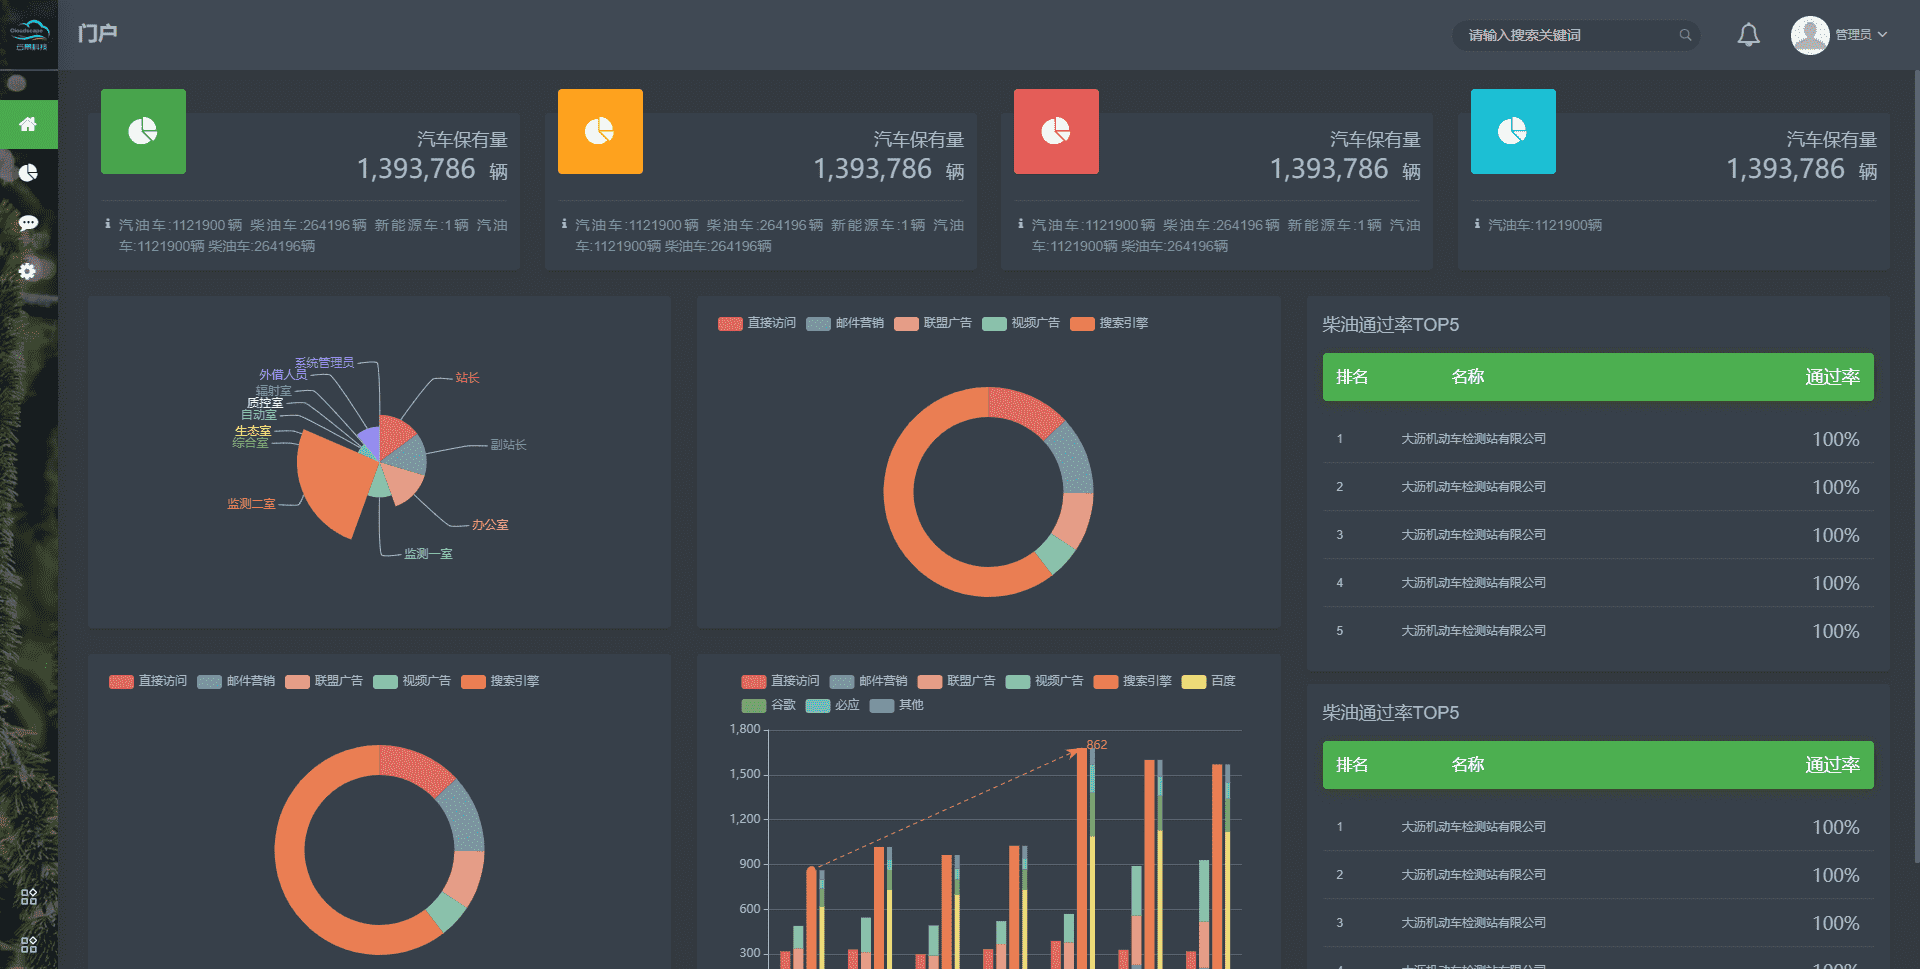 Cloudscape
云景科技
门户
请输入搜索关键词
管理员
汽车保有量
1,393,786 辆
汽油车:1121900辆 柴油车:264196辆 新能源车:1辆 汽油
车:1121900辆 柴油车:264196辆
汽车保有量
1,393,786 辆
汽油车:1121900辆 柴油车:264196辆 新能源车:1辆 汽油
车:1121900辆 柴油车:264196辆
汽车保有量
1,393,786 辆
汽油车:1121900辆 柴油车:264196辆 新能源车:1辆 汽油
车:1121900辆 柴油车:264196辆
汽车保有量
1,393,786 辆
汽油车:1121900辆
系统管理员
外借人员
辐射室
质控室
自动室
生态室
综合室
监测二室
站长
副站长
办公室
监测一室
直接访问 邮件营销 联盟广告 视频广告 搜索引擎
柴油通过率TOP5
排名 名称 通过率
1 大沥机动车检测站有限公司 100%
2 大沥机动车检测站有限公司 100%
3 大沥机动车检测站有限公司 100%
4 大沥机动车检测站有限公司 100%
5 大沥机动车检测站有限公司 100%
直接访问 邮件营销 联盟广告 视频广告 搜索引擎
直接访问 邮件营销 联盟广告 视频广告 搜索引擎 百度
谷歌 必应 其他
1,800
1,500
1,200
900
600
300
862
柴油通过率TOP5
排名 名称 通过率
1 大沥机动车检测站有限公司 100%
2 大沥机动车检测站有限公司 100%
3 大沥机动车检测站有限公司 100%